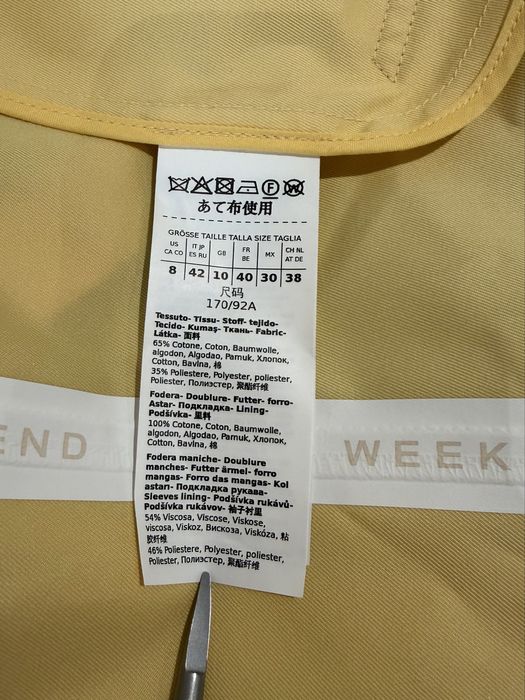 F W
あて布使用
GRÖSSE TAILLE TALLA SIZE TAGLIA
US CA CO IT JP ES RU GB FR BE MX CH NL AT DE
8 42 10 40 30 38
尺码
170/92A
Tessuto- Tissu- Stoff- tejido-
Tecido- Kumaş- Ткань- Fabric-
Látka- 面料
65% Cotone, Coton, Baumwolle,
algodon, Algodao, Pamuk, Хлопок,
Cotton, Bavlna, 棉
35% Poliestere, Polyester, poliester,
Poliester, Полиэстер, 聚酯纤维
Fodera- Doublure- Futter- forro-
Astar- Подкладка- Lining-
Podšívka- 里料
100% Cotone, Coton, Baumwolle,
algodon, Algodao, Pamuk, Хлопок,
Cotton, Bavlna, 棉
Fodera maniche- Doublure
manches- Futter ärmel- forro
mangas- Forro das mangas- Kol
astarı- Подкладка рукава-
Sleeves lining- Podšívka rukávů-
Podšívka rukávov- 袖子衬里
54% Viscosa, Viscose, Viskose,
viscosa, Viskoz, Вискоза, Viskóza, 粘
胶纤维
46% Poliestere, Polyester, poliester,
Poliester, Полиэстер, 聚酯纤维
END WEEK